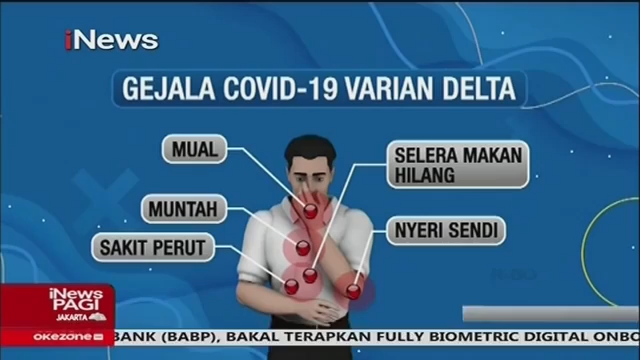 iNews
GEJALA COVID-19 VARIAN DELTA
MUAL
SELERA MAKAN
HILANG
MUNTAH
NYERI SENDI
SAKIT PERUT
iNews
PAGI
JAKARTA
okezone
BANK (BABP), BAKAL TERAPKAN FULLY BIOMETRIC DIGITAL ONBO